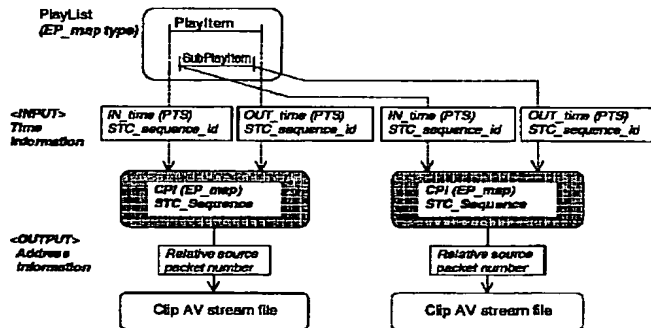 PlayList
(EP_map type)
PlayItem
SubPlayItem
<INPUT>
Time
Information
IN_time (PTS)
STC_sequence_id
OUT_time (PTS)
STC_sequence_id
IN_time (PTS)
STC_sequence_id
OUT_time (PTS)
STC_sequence_id
CPI (EP_map)
STC_Sequence
CPI (EP_map)
STC_Sequence
<OUTPUT>
Address
Information
Relative source
packet number
Relative source
packet number
Clip AV stream file
Clip AV stream file